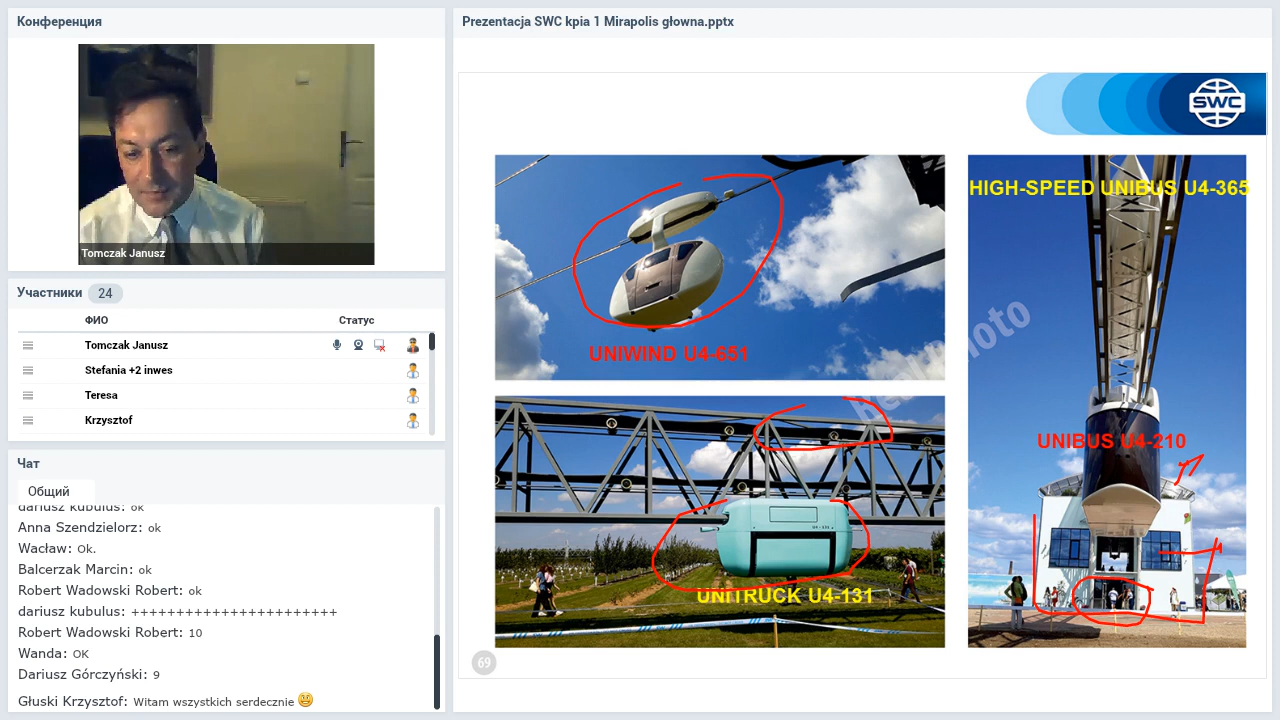 Конференция
Tomczak Janusz
Участники 24
ФИО Статус
Tomczak Janusz
Stefania +2 inwes
Teresa
Krzysztof
Чат
Общий
dariusz kubulus: ok
Anna Szendzielorz: ok
Wacław: Ok.
Balcerzak Marcin: ok
Robert Wadowski Robert: ok
dariusz kubulus: +++++++++++++++++++++++
Robert Wadowski Robert: 10
Wanda: OK
Dariusz Górczyński: 9
Głuski Krzysztof: Witam wszystkich serdecznie
Prezentacja SWC kpia 1 Mirapolis głowna.pptx
SWC
UNIWIND U4-651
HIGH-SPEED UNIBUS U4-365
UNIBUS U4-210
U4-131
UNITRUCK U4-131
69